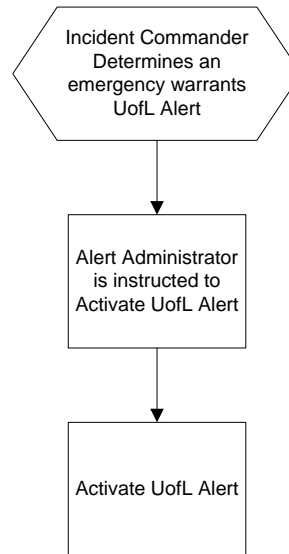 Incident Commander
Determines an
emergency warrants
UofL Alert
Alert Administrator
is instructed to
Activate UofL Alert
Activate UofL Alert